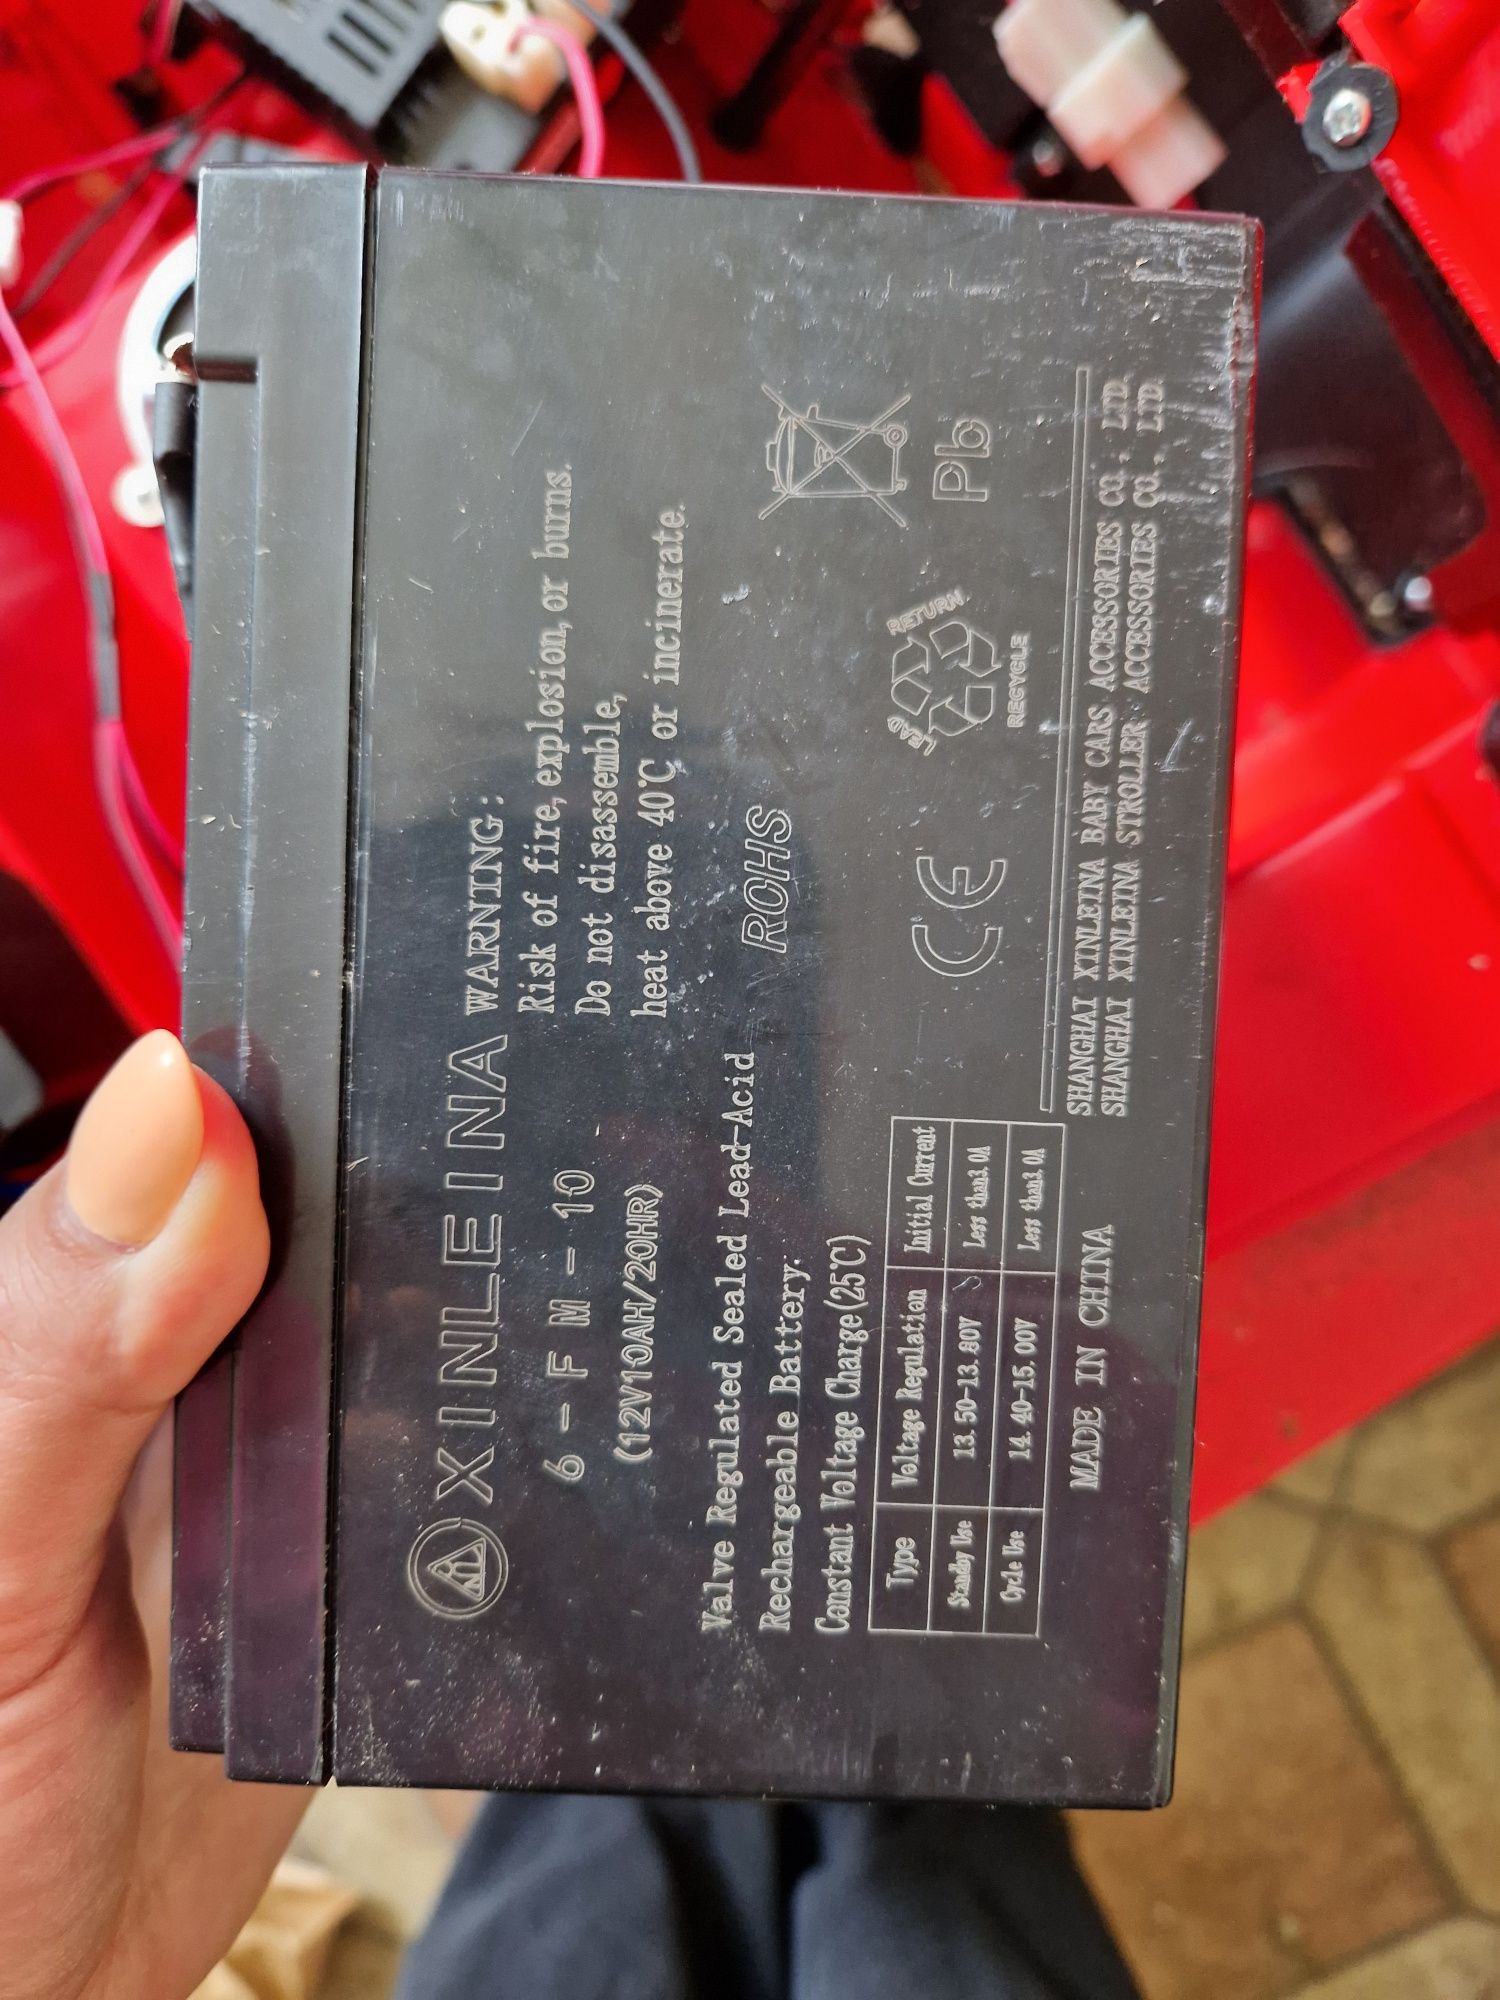 XINLEINA
6-FM-10
(12V10AH/20HR)
WARNING:
Risk of fire, explosion, or burns.
Do not disassemble,
heat above 40℃ or incinerate.
Valve Regulated Sealed Lead-Acid
Rechargeable Battery.
ROHS
Constant Voltage Charge(25℃)
Type Voltage Regulation Initial Current
Standby Use 13.50-13.80V Less than3.0A
Cycle Use 14.40-15.00V Less than3.0A
CE
LEAD RETURN
RECYCLE
Pb
MADE IN CHINA
SHANGHAI XINLEINA BABY CARS ACCESSORIES CO., LTD.
SHANGHAI XINLEINA STROLLER ACCESSORIES CO., LTD.